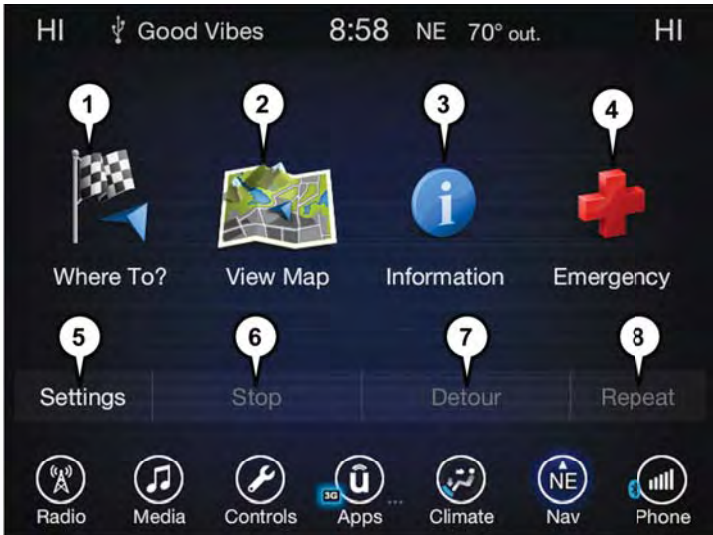 HI Good Vibes 8:58 NE 70° out. HI
1 2 3 4
Where To? View Map Information Emergency
5 6 7 8
Settings Stop Detour Repeat
3G û NE
Radio Media Controls Apps ... Climate Nav Phone